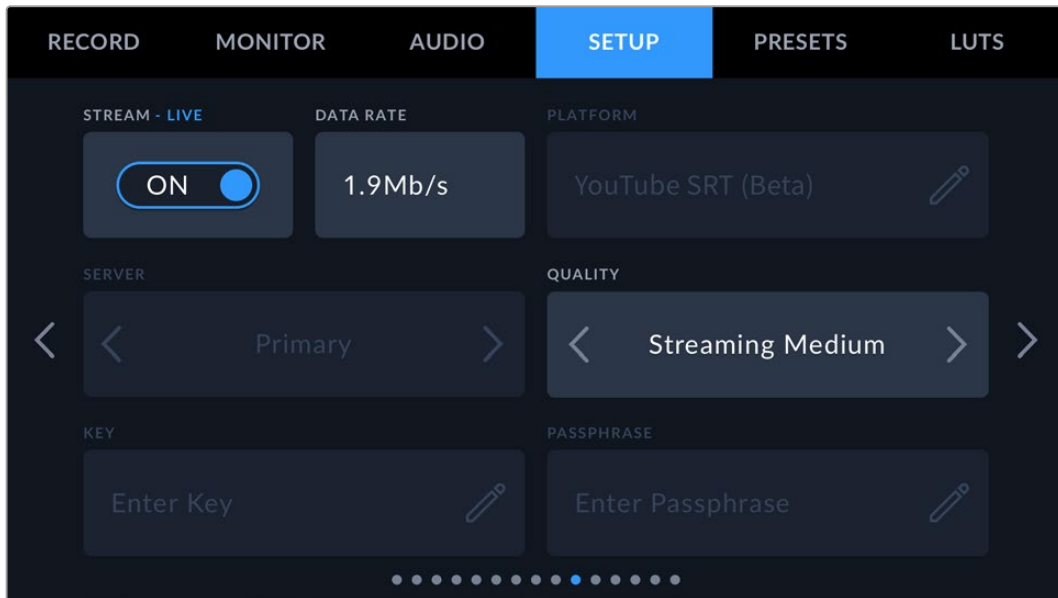 RECORD MONITOR AUDIO SETUP PRESETS LUTS
STREAM - LIVE DATA RATE PLATFORM
ON 1.9Mb/s YouTube SRT (Beta)
SERVER QUALITY
Primary Streaming Medium
KEY PASSPHRASE
Enter Key Enter Passphrase